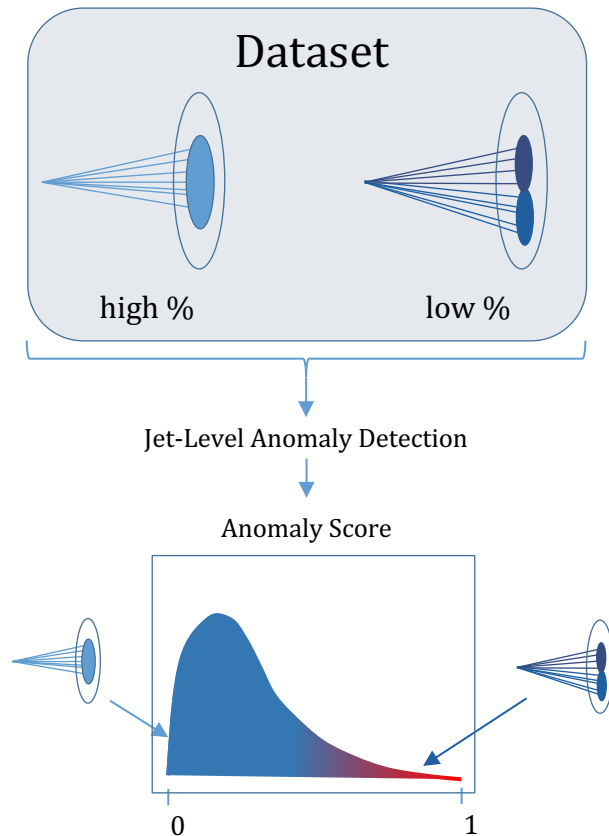 Dataset
high %
low %
Jet-Level Anomaly Detection
Anomaly Score
0
1